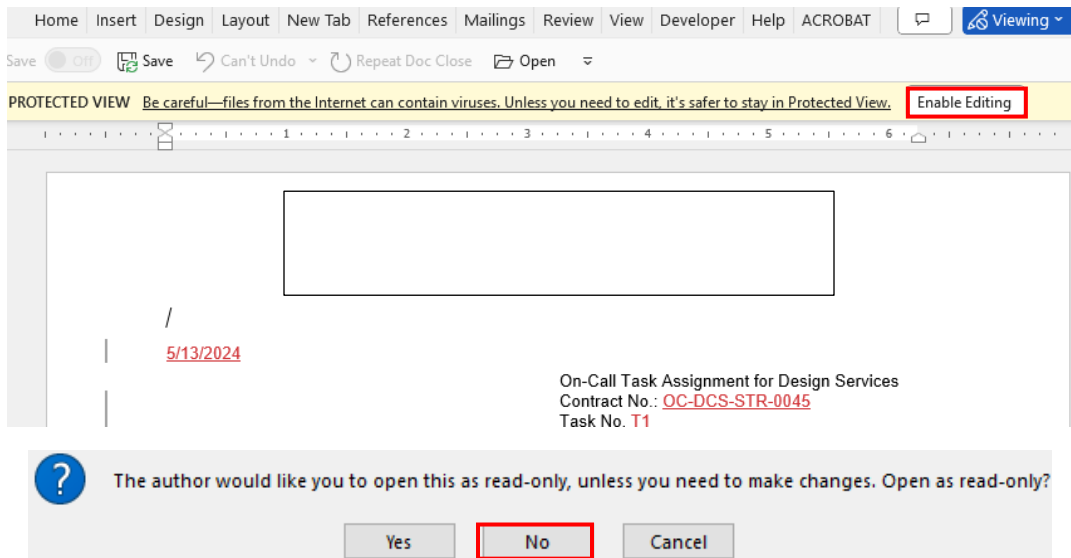 Home Insert Design Layout New Tab References Mailings Review View Developer Help ACROBAT Viewing
Save Off Save Can't Undo Repeat Doc Close Open
PROTECTED VIEW Be careful—files from the Internet can contain viruses. Unless you need to edit, it's safer to stay in Protected View. Enable Editing
1 2 3 4 5 6
/
5/13/2024
On-Call Task Assignment for Design Services
Contract No.: OC-DCS-STR-0045
Task No. T1
? The author would like you to open this as read-only, unless you need to make changes. Open as read-only?
Yes No Cancel